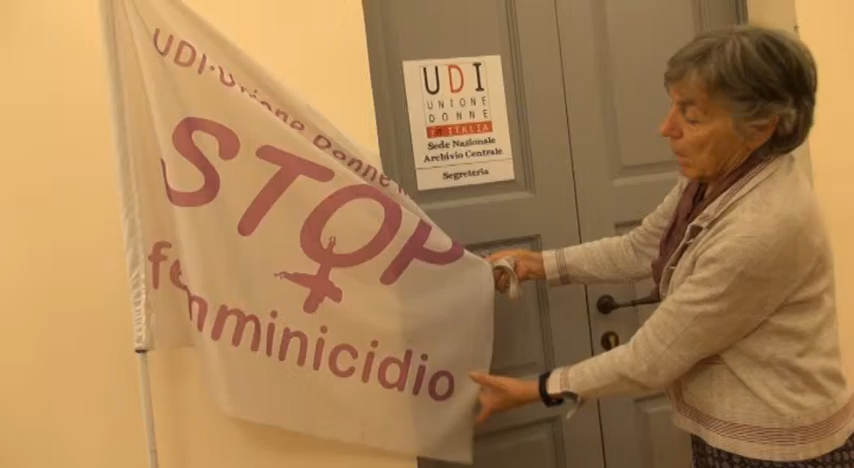 UDI-Unione Donne
STOP
femminicidio
UDI
UNIONE
DONNE
in ITALIA
Sede Nazionale
Archivio Centrale
Segreteria